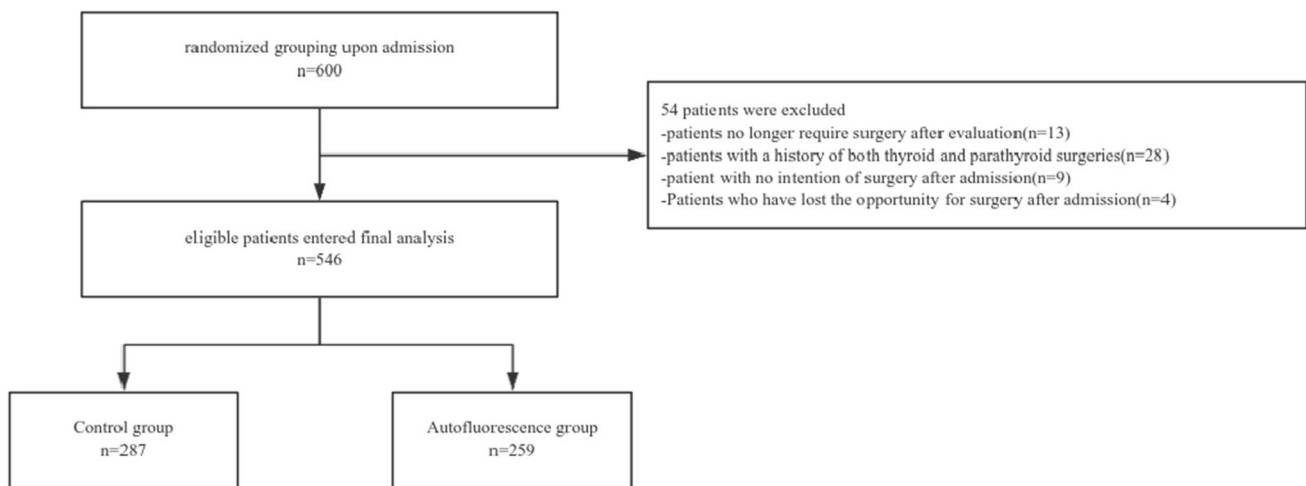 randomized grouping upon admission
n=600
54 patients were excluded
-patients no longer require surgery after evaluation(n=13)
-patients with a history of both thyroid and parathyroid surgeries(n=28)
-patient with no intention of surgery after admission(n=9)
-Patients who have lost the opportunity for surgery after admission(n=4)
eligible patients entered final analysis
n=546
Control group
n=287
Autofluorescence group
n=259